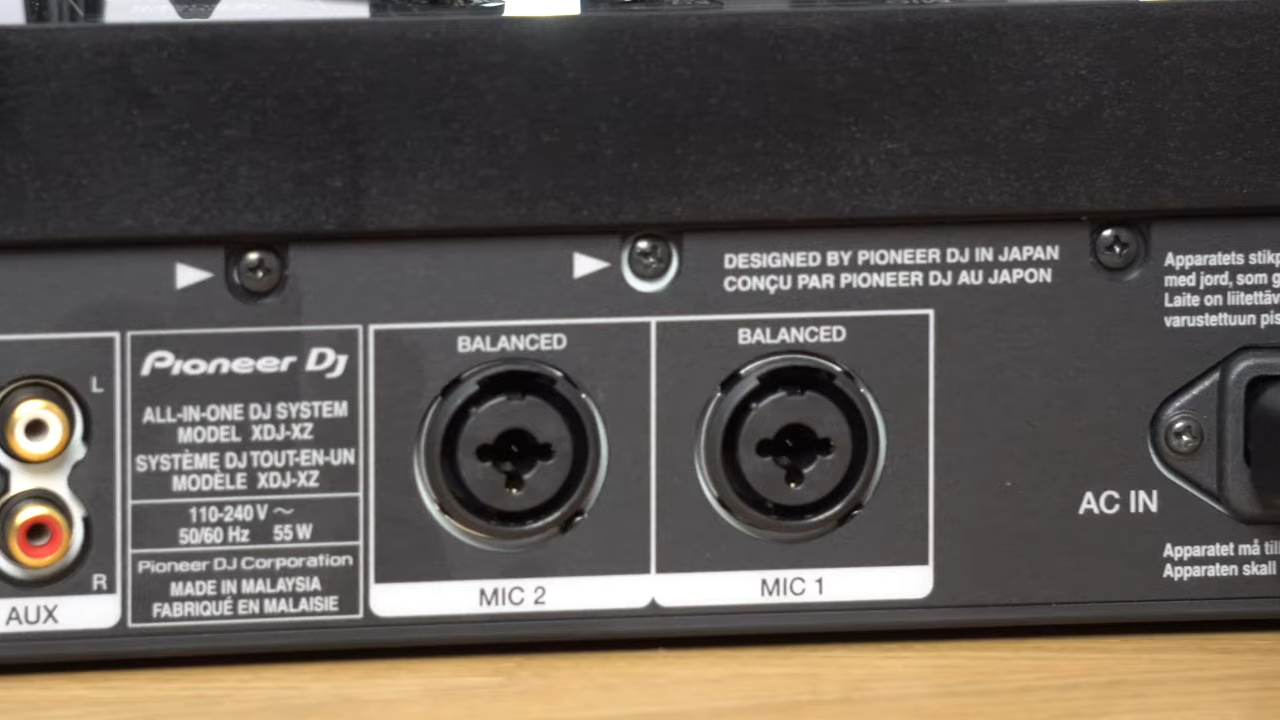 DESIGNED BY PIONEER DJ IN JAPAN
CONÇU PAR PIONEER DJ AU JAPON
Apparatets stikp
med jord, som g
Laite on liitettäv
varustettuun pis
L
R
AUX
Pioneer Dj
ALL-IN-ONE DJ SYSTEM
MODEL XDJ-XZ
SYSTÈME DJ TOUT-EN-UN
MODÈLE XDJ-XZ
110-240 V ～
50/60 Hz 55 W
Pioneer DJ Corporation
MADE IN MALAYSIA
FABRIQUÉ EN MALAISIE
BALANCED
MIC 2
BALANCED
MIC 1
AC IN
Apparatet må til
Apparaten skall